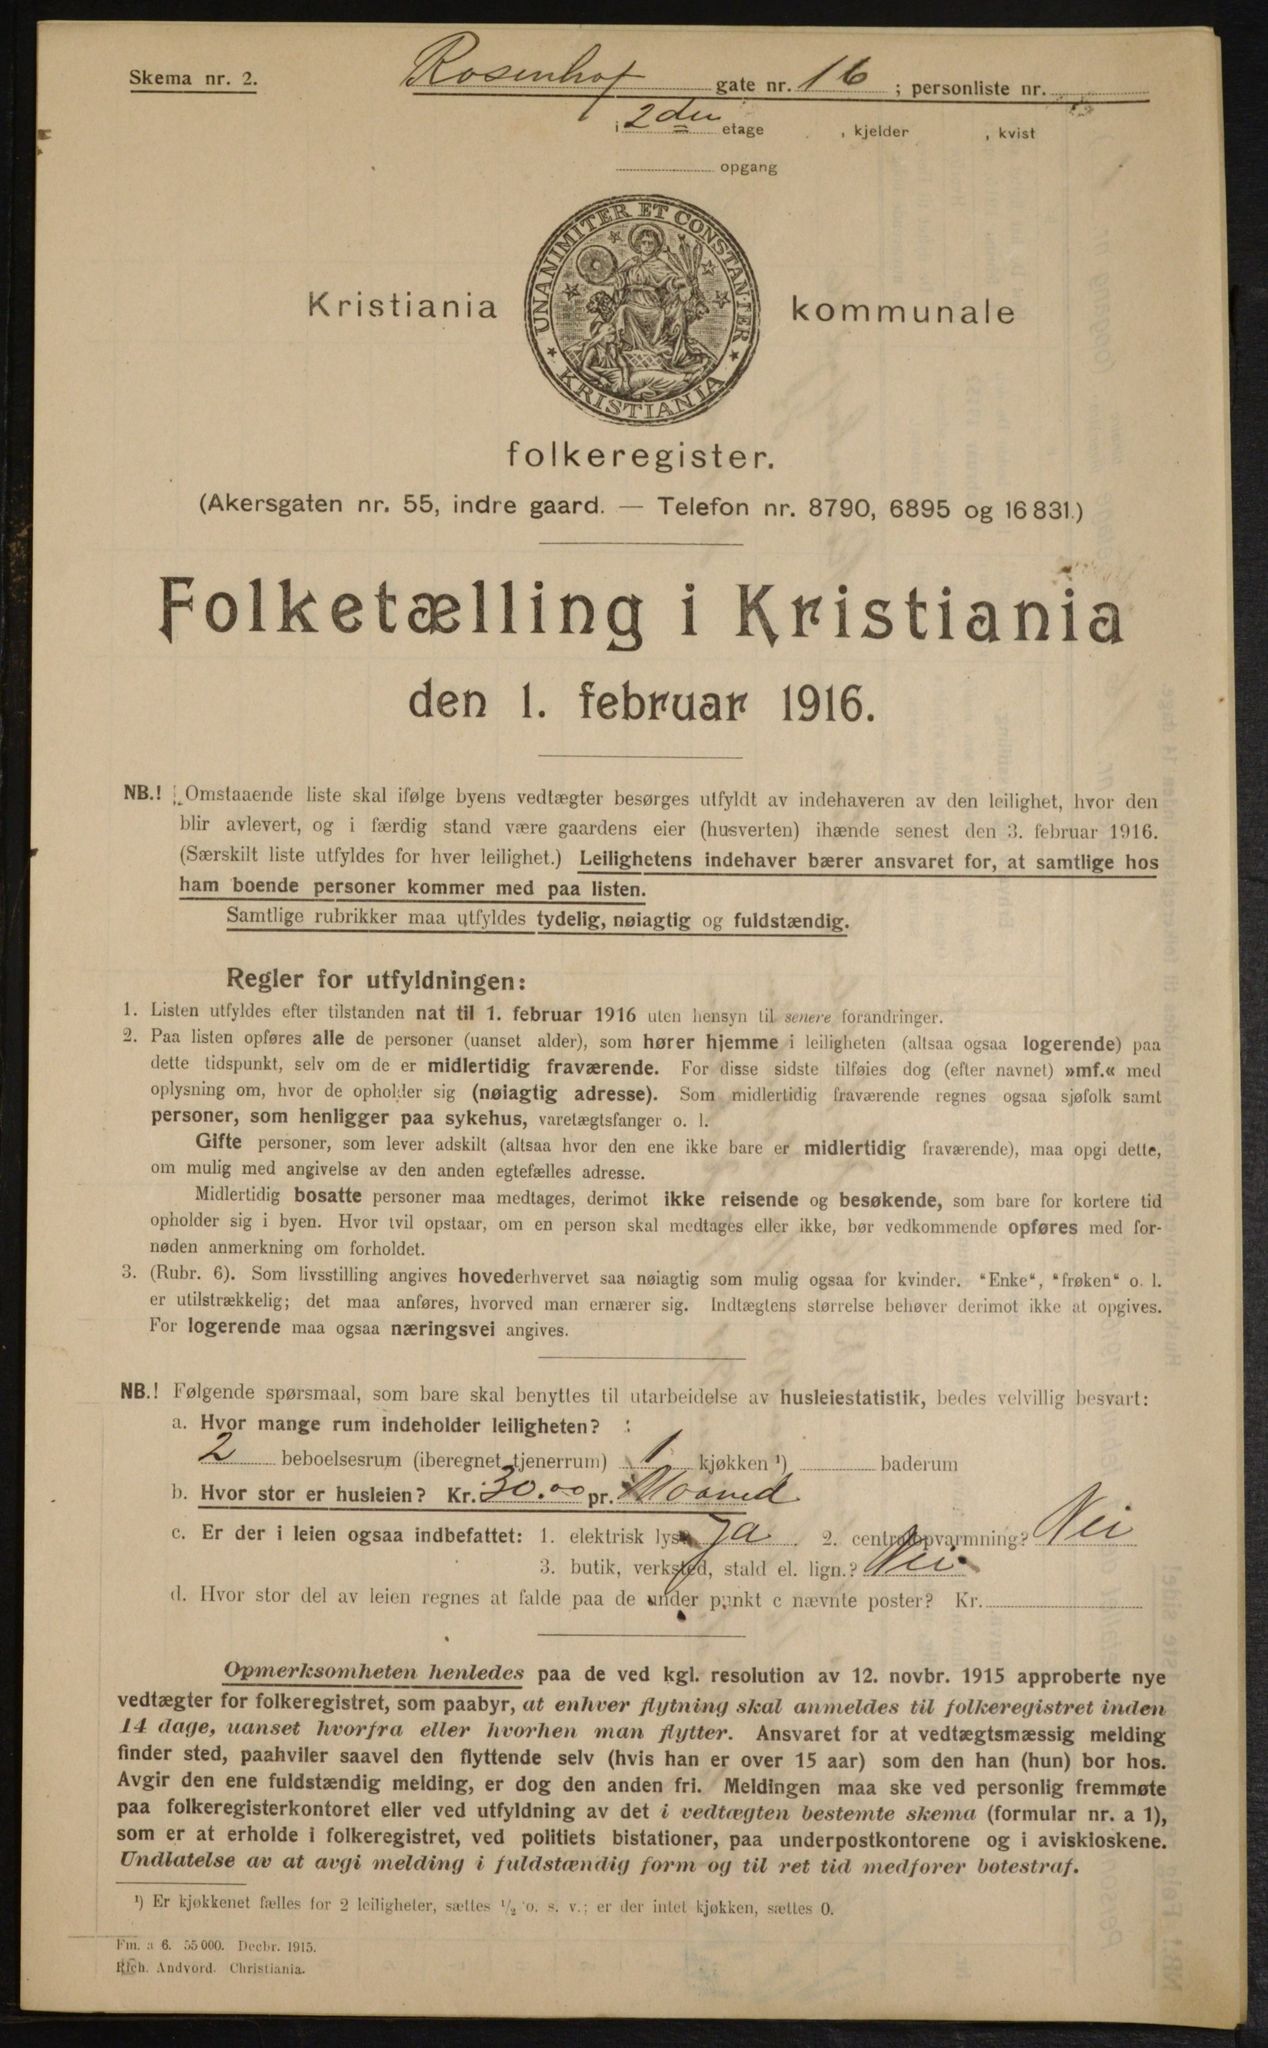 Skema nr. 2.
Rosenhof gate nr. 16 ; personliste nr.
i 2den etage , kjelder , kvist
opgang
UNANIMITER ET CONSTANTER
KRISTIANIA
Kristiania kommunale
folkeregister.
(Akersgaten nr. 55, indre gaard. — Telefon nr. 8790, 6895 og 16831.)
Folketælling i Kristiania
den 1. februar 1916.
NB.! Omstaaende liste skal ifølge byens vedtægter besørges utfyldt av indehaveren av den leilighet, hvor den
blir avlevert, og i færdig stand være gaardens eier (husverten) ihænde senest den 3. februar 1916.
(Særskilt liste utfyldes for hver leilighet.) Leilighetens indehaver bærer ansvaret for, at samtlige hos
ham boende personer kommer med paa listen.
Samtlige rubrikker maa utfyldes tydelig, nøiagtig og fuldstændig.
Regler for utfyldningen:
1. Listen utfyldes efter tilstanden nat til 1. februar 1916 uten hensyn til senere forandringer.
2. Paa listen opføres alle de personer (uanset alder), som hører hjemme i leiligheten (altsaa ogsaa logerende) paa
dette tidspunkt, selv om de er midlertidig fraværende. For disse sidste tilføies dog (efter navnet) »mf.« med
oplysning om, hvor de opholder sig (nøiagtig adresse). Som midlertidig fraværende regnes ogsaa sjøfolk samt
personer, som henligger paa sykehus, varetægtsfanger o. l.
Gifte personer, som lever adskilt (altsaa hvor den ene ikke bare er midlertidig fraværende), maa opgi dette,
om mulig med angivelse av den anden egtefælles adresse.
Midlertidig bosatte personer maa medtages, derimot ikke reisende og besøkende, som bare for kortere tid
opholder sig i byen. Hvor tvil opstaar, om en person skal medtages eller ikke, bør vedkommende opføres med for-
nøden anmerkning om forholdet.
3. (Rubr. 6). Som livsstilling angives hovederhvervet saa nøiagtig som mulig ogsaa for kvinder. "Enke", "frøken" o. l.
er utilstrækkelig; det maa anføres, hvorved man ernærer sig. Indtægtens størrelse behøver derimot ikke at opgives.
For logerende maa ogsaa næringsvei angives.
NB.! Følgende spørsmaal, som bare skal benyttes til utarbeidelse av husleiestatistik, bedes velvillig besvart:
a. Hvor mange rum indeholder leiligheten? :
2 beboelsesrum (iberegnet tjenerrum) 1 kjøkken ¹) baderum
b. Hvor stor er husleien? Kr. 30.00 pr. Maaned
c. Er der i leien ogsaa indbefattet: 1. elektrisk lys? Ja. 2. centralopvarmning? Nei
3. butik, verksted, stald el. lign.? Nei
d. Hvor stor del av leien regnes at falde paa de under punkt c nævnte poster? Kr.
Opmerksomheten henledes paa de ved kgl. resolution av 12. novbr. 1915 approberte nye
vedtægter for folkeregistret, som paabyr, at enhver flytning skal anmeldes til folkeregistret inden
14 dage, uanset hvorfra eller hvorhen man flytter. Ansvaret for at vedtægtsmæssig melding
finder sted, paahviler saavel den flyttende selv (hvis han er over 15 aar) som den han (hun) bor hos.
Avgir den ene fuldstændig melding, er dog den anden fri. Meldingen maa ske ved personlig fremmøte
paa folkeregisterkontoret eller ved utfyldning av det i vedtægten bestemte skema (formular nr. a 1),
som er at erholde i folkeregistret, ved politiets bistationer, paa underpostkontorene og i aviskioskene.
Undlatelse av at avgi melding i fuldstændig form og til ret tid medfører botestraf.
¹) Er kjøkkenet fælles for 2 leiligheter, sættes ½ o. s. v.; er der intet kjøkken, sættes 0.
Fm. a 6. 55 000. Decbr. 1915.
Rich. Andvord. Christiania.